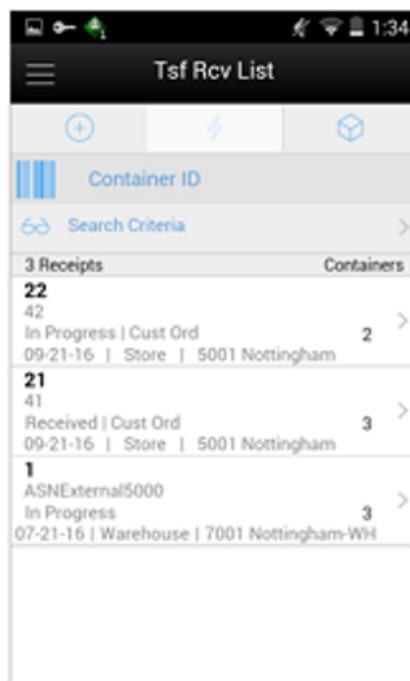 1:34
Tsf Rcv List
Container ID
Search Criteria
3 Receipts Containers
22
42
In Progress | Cust Ord 2
09-21-16 | Store | 5001 Nottingham
21
41
Received | Cust Ord 3
09-21-16 | Store | 5001 Nottingham
1
ASNExternal5000
In Progress 3
07-21-16 | Warehouse | 7001 Nottingham-WH